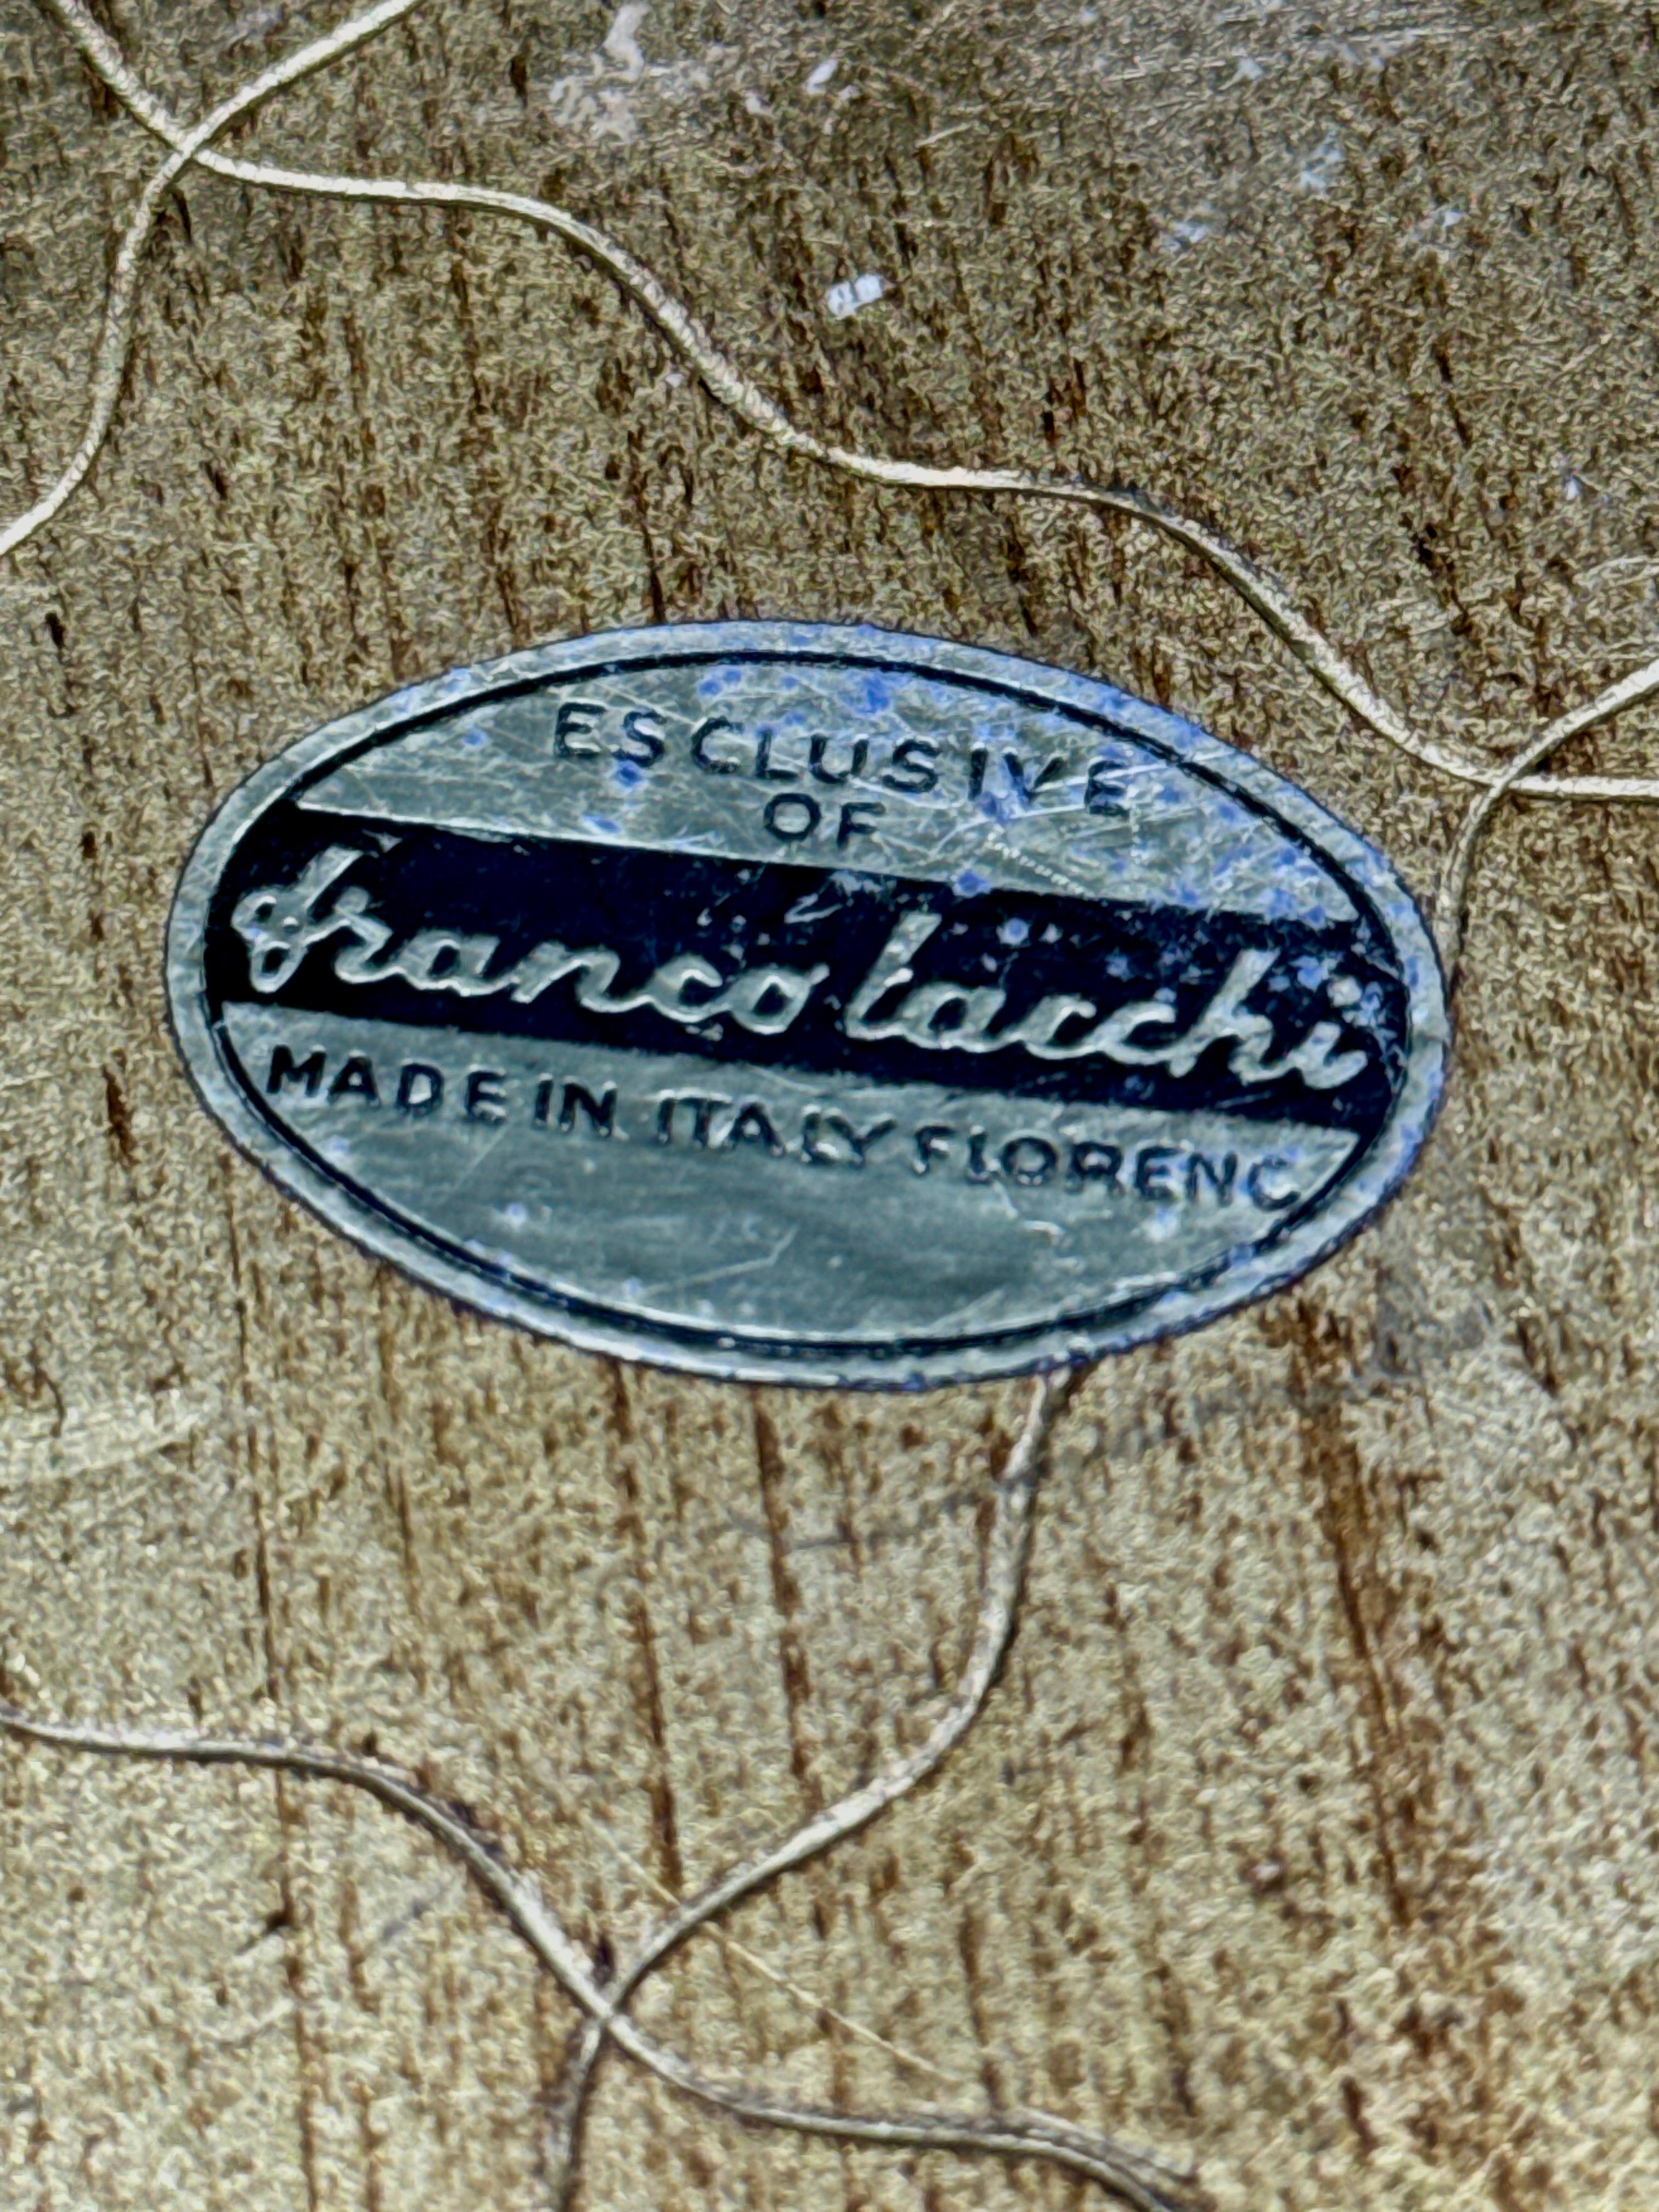 ESCLUSIVE
OF
franco lacchi
MADE IN ITALY FLORENC